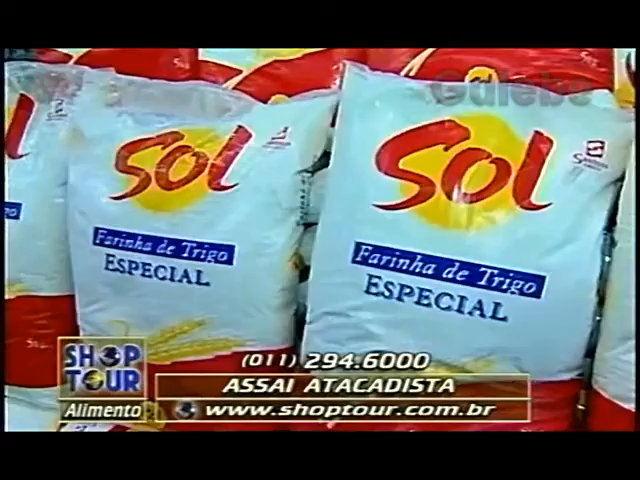 Galebe
Sol
Farinha de Trigo
ESPECIAL
Sol
Farinha de Trigo
ESPECIAL
SHOP
TOUR
Alimento
(011) 294.6000
ASSAI ATACADISTA
www.shoptour.com.br